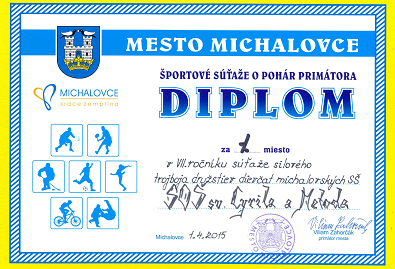 MESTO MICHALOVCE
ŠPORTOVÉ SÚŤAŽE O POHÁR PRIMÁTORA
DIPLOM
MICHALOVCE
srdce zemplína
za 1 miesto
v VII. ročníku súťaže silového
trojboja družstiev dievčat michalovských SŠ
SOŠ sv. Cyrila a Metoda
Michalovce 1.4.2015
Viliam Záhorčák
primátor mesta